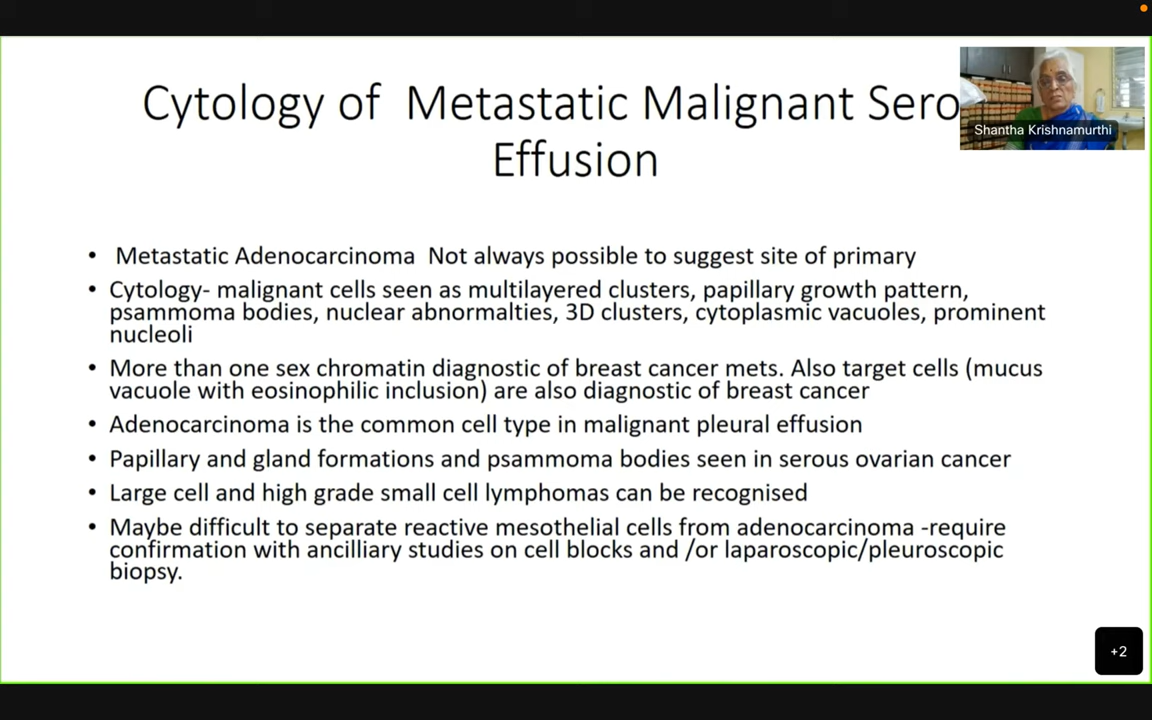 Cytology of Metastatic Malignant Sero
Effusion
Shantha Krishnamurthi
• Metastatic Adenocarcinoma Not always possible to suggest site of primary
• Cytology- malignant cells seen as multilayered clusters, papillary growth pattern,
psammoma bodies, nuclear abnormalties, 3D clusters, cytoplasmic vacuoles, prominent
nucleoli
• More than one sex chromatin diagnostic of breast cancer mets. Also target cells (mucus
vacuole with eosinophilic inclusion) are also diagnostic of breast cancer
• Adenocarcinoma is the common cell type in malignant pleural effusion
• Papillary and gland formations and psammoma bodies seen in serous ovarian cancer
• Large cell and high grade small cell lymphomas can be recognised
• Maybe difficult to separate reactive mesothelial cells from adenocarcinoma -require
confirmation with ancilliary studies on cell blocks and /or laparoscopic/pleuroscopic
biopsy.
+2